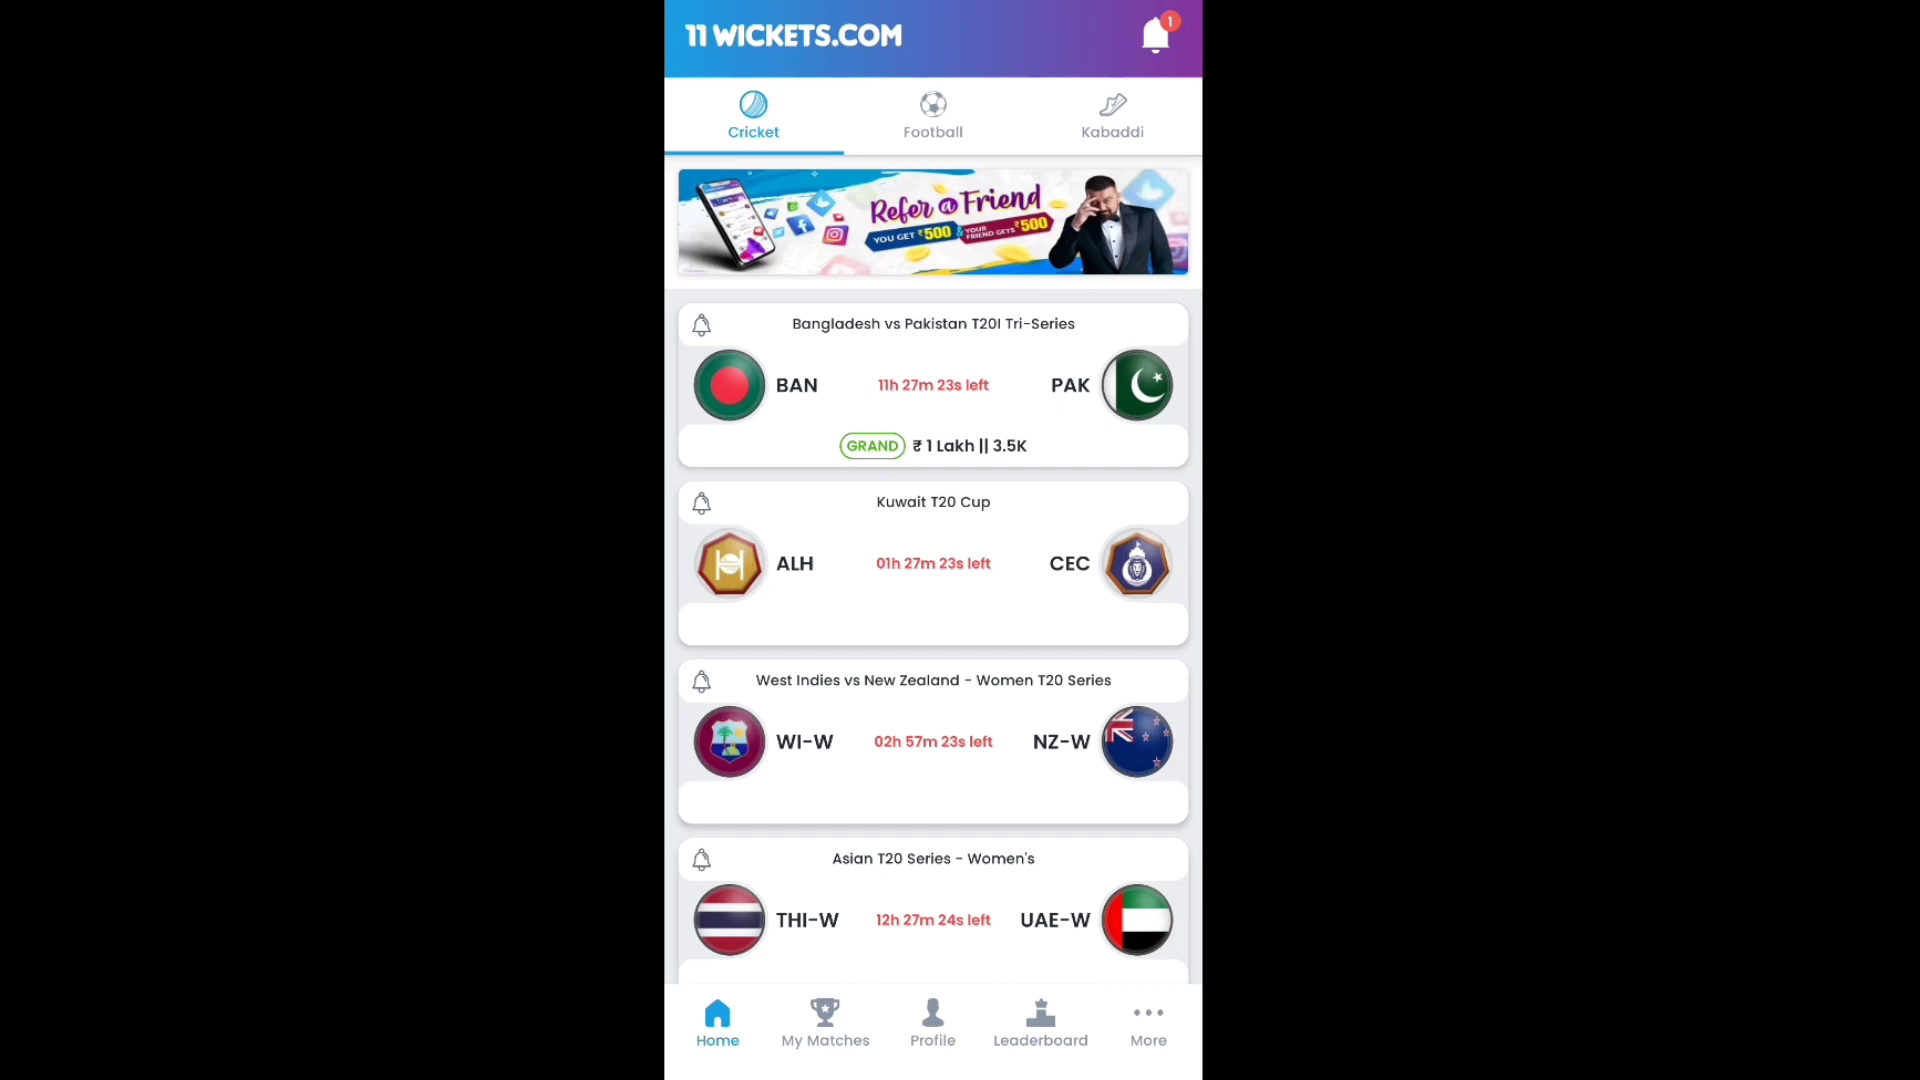 11 WICKETS.COM
1
Cricket
Football
Kabaddi
Refer a Friend
YOU GET ₹500 & YOUR FRIEND GETS ₹500
Bangladesh vs Pakistan T20I Tri-Series
BAN
11h 27m 23s left
PAK
GRAND ₹ 1 Lakh || 3.5K
Kuwait T20 Cup
ALH
01h 27m 23s left
CEC
West Indies vs New Zealand - Women T20 Series
WI-W
02h 57m 23s left
NZ-W
Asian T20 Series - Women's
THI-W
12h 27m 24s left
UAE-W
Home
My Matches
Profile
Leaderboard
More